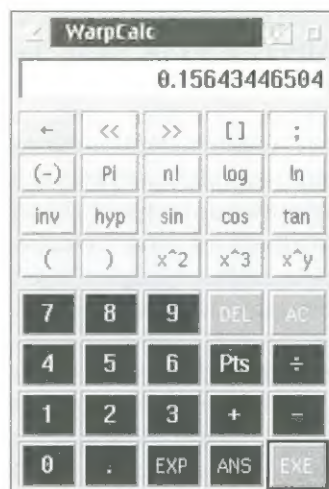 WarpCalc
0.15643446504
← << >> [] ;
(-) Pi n! log ln
inv hyp sin cos tan
( ) x^2 x^3 x^y
7 8 9 DEL AC
4 5 6 Pts ÷
1 2 3 + -
0 . EXP ANS EXE